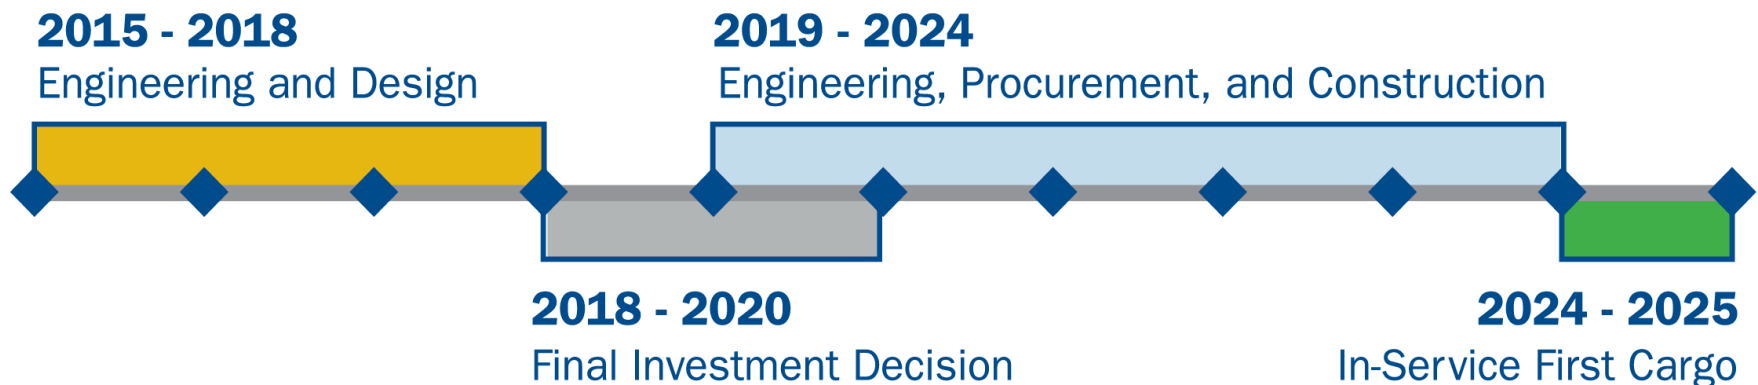 2015 - 2018
Engineering and Design
2019 - 2024
Engineering, Procurement, and Construction
2018 - 2020
Final Investment Decision
2024 - 2025
In-Service First Cargo